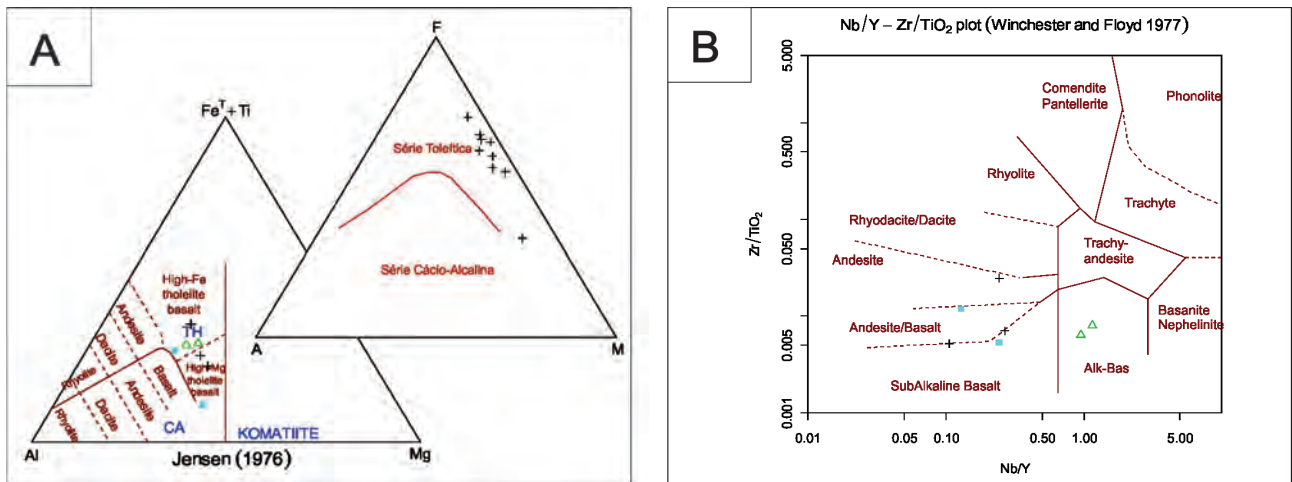 A
F
Fe^T + Ti
Série Toleítica
Série Cácio-Alcalina
A
M
High-Fe
tholeiite
basalt
TH
Andesite
Dacite
Rhyolite
High-Mg
tholeiite
basalt
Basalt
Andesite
Dacite
Rhyolite
CA
KOMATIITE
Al
Mg
Jensen (1976)
B
Nb/Y – Zr/TiO₂ plot (Winchester and Floyd 1977)
Zr/TiO₂
5.000
0.500
0.050
0.005
0.001
Comendite
Pantellerite
Phonolite
Rhyolite
Trachyte
Rhyodacite/Dacite
Trachy-
andesite
Andesite
Basanite
Nephelinite
Andesite/Basalt
Alk-Bas
SubAlkaline Basalt
0.01
0.05
0.10
0.50
1.00
5.00
Nb/Y